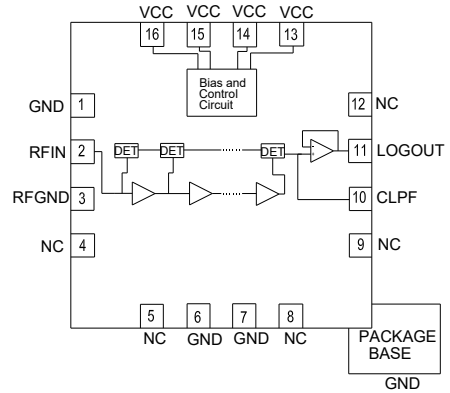 VCC VCC VCC VCC
16 15 14 13
Bias and
Control
Circuit
GND 1
12 NC
RFIN 2
DET DET DET
11 LOGOUT
RFGND 3
10 CLPF
NC 4
9 NC
5 6 7 8
NC GND GND NC
PACKAGE
BASE
GND